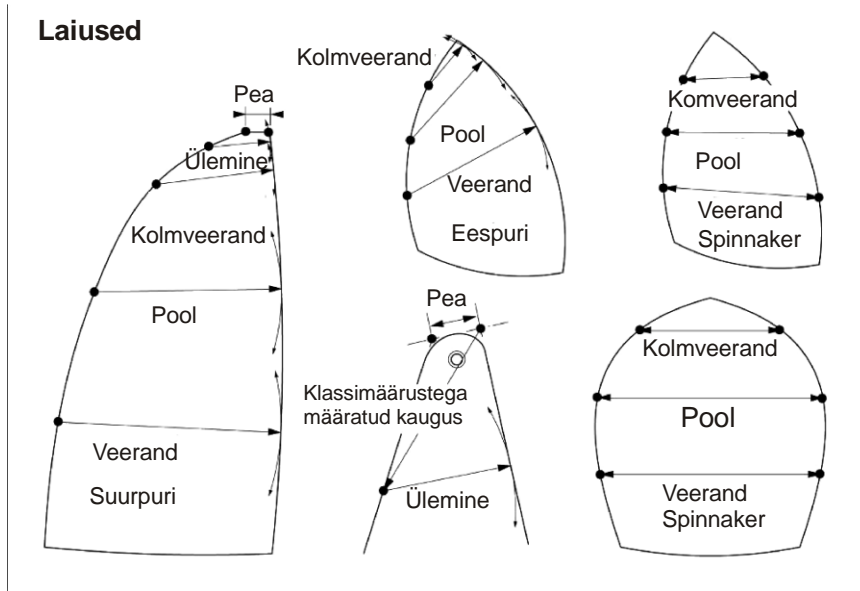 Laiused
Pea
Ülemine
Kolmveerand
Pool
Veerand
Suurpuri
Kolmveerand
Pool
Veerand
Eespuri
Komveerand
Pool
Veerand
Spinnaker
Pea
Klassimäärustega
määratud kaugus
Ülemine
Kolmveerand
Pool
Veerand
Spinnaker